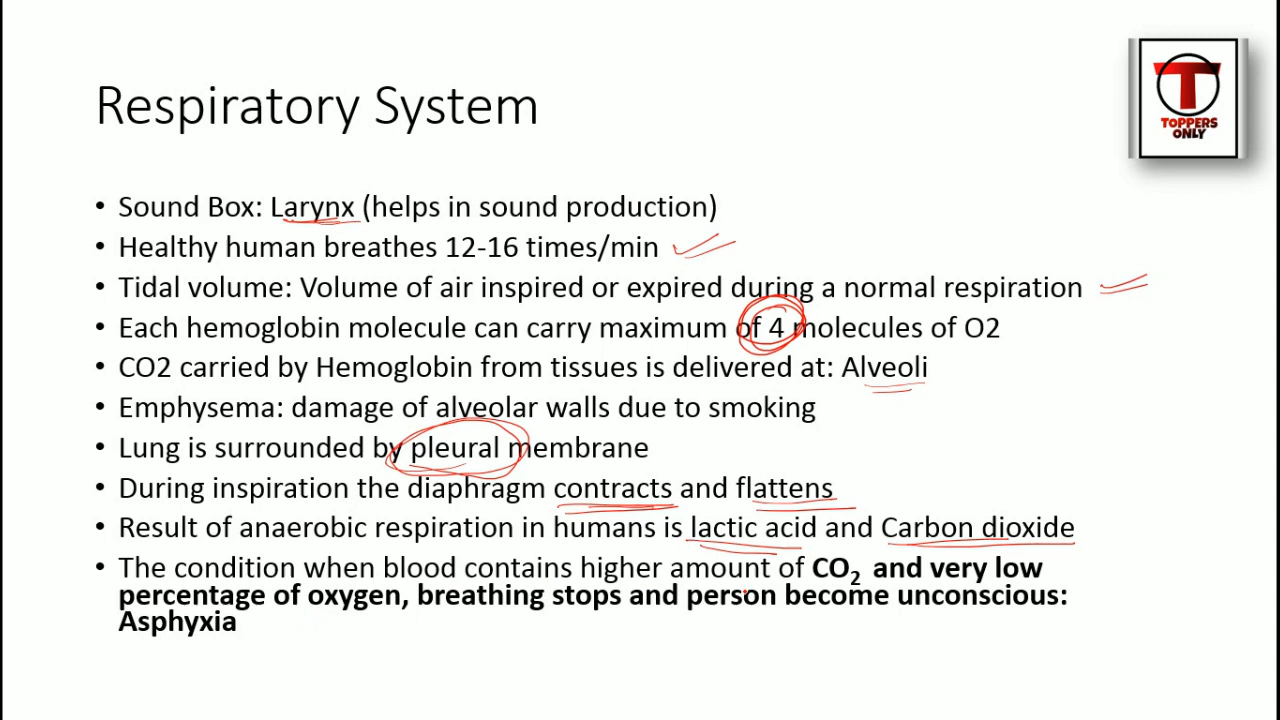 T
TOPPERS
ONLY
Respiratory System
• Sound Box: Larynx (helps in sound production)
• Healthy human breathes 12-16 times/min
• Tidal volume: Volume of air inspired or expired during a normal respiration
• Each hemoglobin molecule can carry maximum of 4 molecules of O2
• CO2 carried by Hemoglobin from tissues is delivered at: Alveoli
• Emphysema: damage of alveolar walls due to smoking
• Lung is surrounded by pleural membrane
• During inspiration the diaphragm contracts and flattens
• Result of anaerobic respiration in humans is lactic acid and Carbon dioxide
• The condition when blood contains higher amount of CO₂ and very low
percentage of oxygen, breathing stops and person become unconscious:
Asphyxia